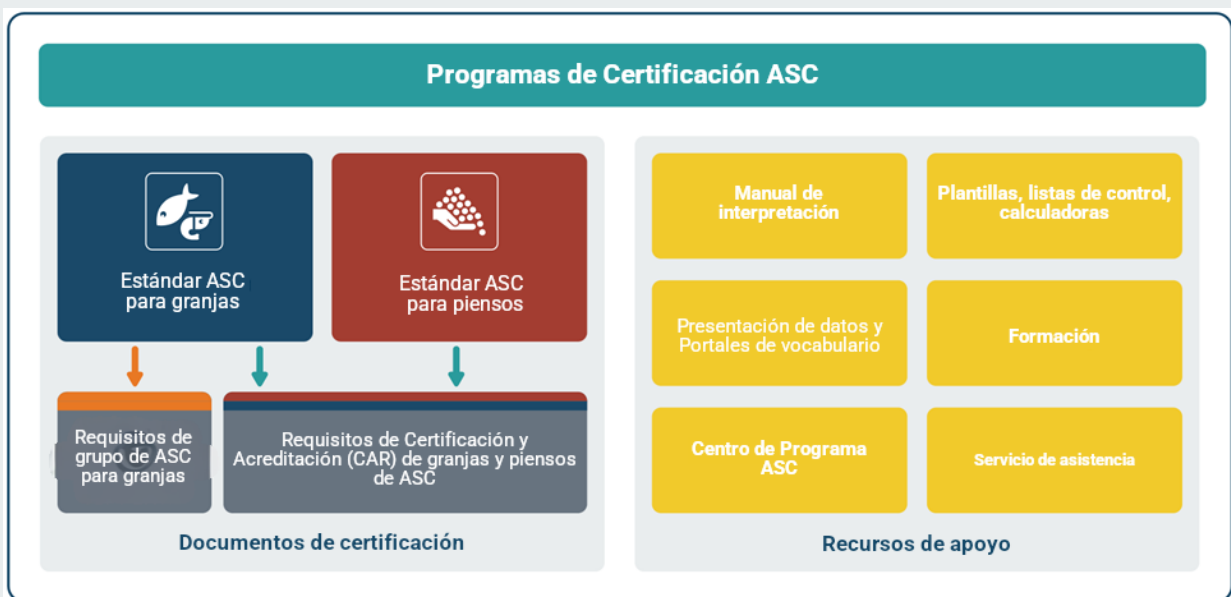 Programas de Certificación ASC
Estándar ASC
para granjas
Estándar ASC
para piensos
Requisitos de
grupo de ASC
para granjas
Requisitos de Certificación y
Acreditación (CAR) de granjas y piensos
de ASC
Documentos de certificación
Manual de
interpretación
Plantillas, listas de control,
calculadoras
Presentación de datos y
Portales de vocabulario
Formación
Centro de Programa
ASC
Servicio de asistencia
Recursos de apoyo